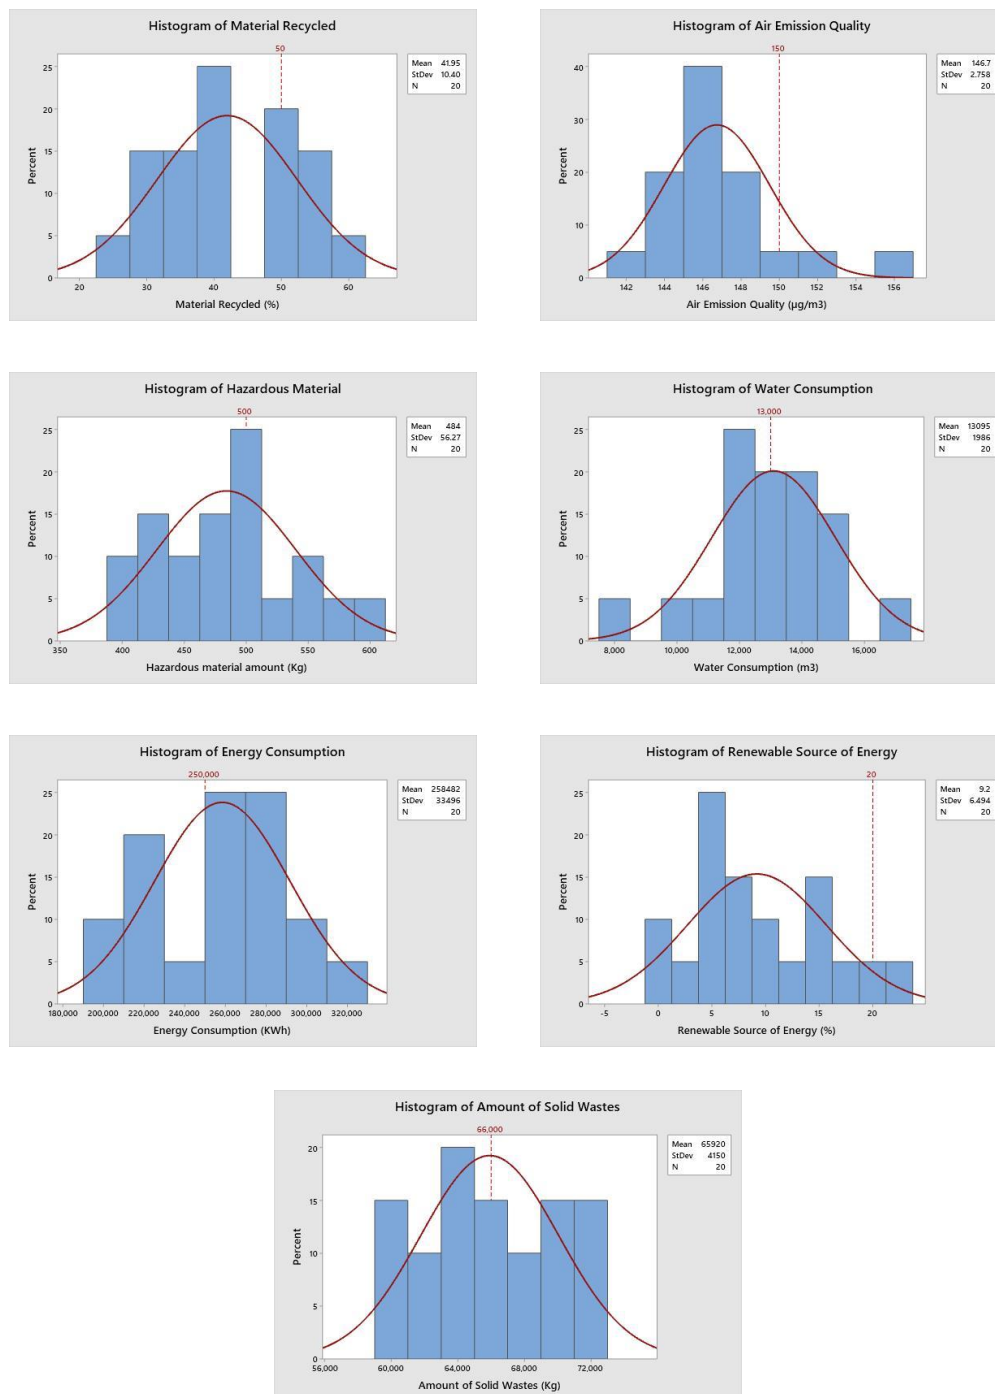 Histogram of Material Recycled
50
Mean 41.95
StDev 10.40
N 20
25
20
15
10
5
0
Percent
20 30 40 50 60
Material Recycled (%)
Histogram of Air Emission Quality
150
Mean 146.7
StDev 2.758
N 20
40
30
20
10
0
Percent
142 144 146 148 150 152 154 156
Air Emission Quality (µg/m3)
Histogram of Hazardous Material
500
Mean 484
StDev 56.27
N 20
25
20
15
10
5
0
Percent
350 400 450 500 550 600
Hazardous material amount (Kg)
Histogram of Water Consumption
13,000
Mean 13095
StDev 1986
N 20
25
20
15
10
5
0
Percent
8,000 10,000 12,000 14,000 16,000
Water Consumption (m3)
Histogram of Energy Consumption
250,000
Mean 258482
StDev 33496
N 20
25
20
15
10
5
0
Percent
180,000 200,000 220,000 240,000 260,000 280,000 300,000 320,000
Energy Consumption (KWh)
Histogram of Renewable Source of Energy
20
Mean 9.2
StDev 6.494
N 20
25
20
15
10
5
0
Percent
-5 0 5 10 15 20
Renewable Source of Energy (%)
Histogram of Amount of Solid Wastes
66,000
Mean 65920
StDev 4150
N 20
20
15
10
5
0
Percent
56,000 60,000 64,000 68,000 72,000
Amount of Solid Wastes (Kg)